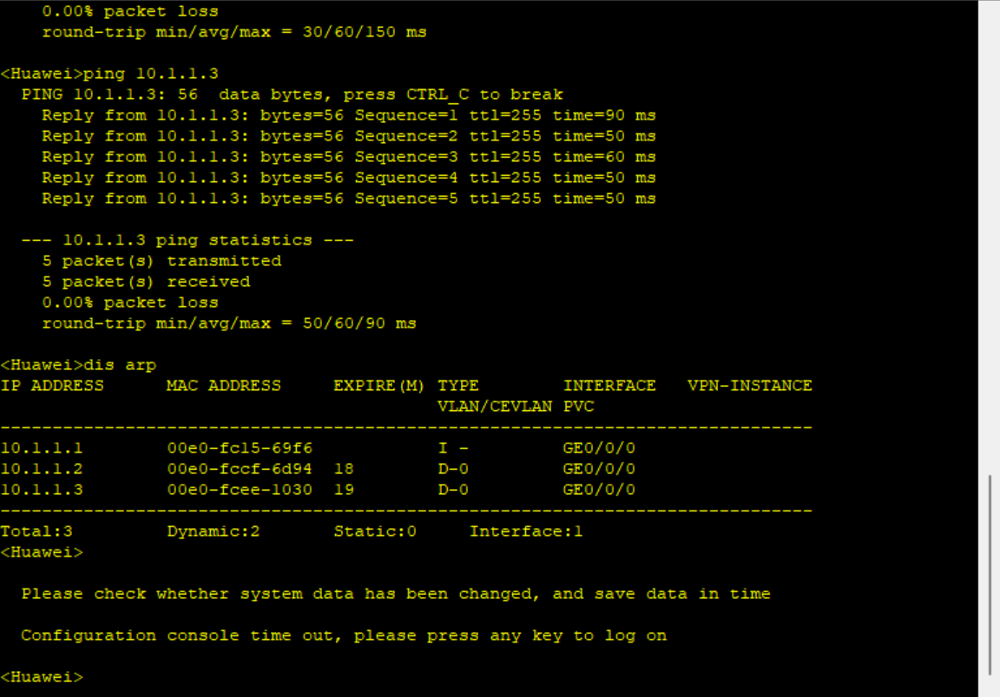 0.00% packet loss
round-trip min/avg/max = 30/60/150 ms
<Huawei>ping 10.1.1.3
PING 10.1.1.3: 56  data bytes, press CTRL_C to break
Reply from 10.1.1.3: bytes=56 Sequence=1 ttl=255 time=90 ms
Reply from 10.1.1.3: bytes=56 Sequence=2 ttl=255 time=50 ms
Reply from 10.1.1.3: bytes=56 Sequence=3 ttl=255 time=60 ms
Reply from 10.1.1.3: bytes=56 Sequence=4 ttl=255 time=50 ms
Reply from 10.1.1.3: bytes=56 Sequence=5 ttl=255 time=50 ms
--- 10.1.1.3 ping statistics ---
5 packet(s) transmitted
5 packet(s) received
0.00% packet loss
round-trip min/avg/max = 50/60/90 ms
<Huawei>dis arp
IP ADDRESS      MAC ADDRESS     EXPIRE(M) TYPE        INTERFACE   VPN-INSTANCE
VLAN/CEVLAN PVC
------------------------------------------------------------------------------
10.1.1.1        00e0-fc15-69f6            I -         GE0/0/0
10.1.1.2        00e0-fccf-6d94  18        D-0         GE0/0/0
10.1.1.3        00e0-fcee-1030  19        D-0         GE0/0/0
------------------------------------------------------------------------------
Total:3         Dynamic:2       Static:0     Interface:1
<Huawei>
Please check whether system data has been changed, and save data in time
Configuration console time out, please press any key to log on
<Huawei>